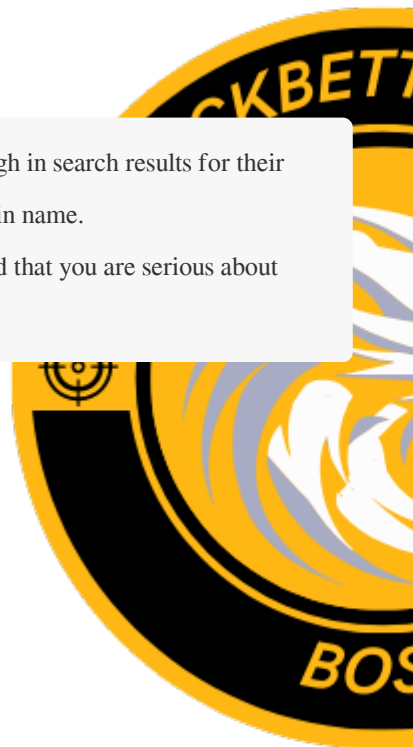 CKBETT
gh in search results for their
in name.
d that you are serious about
BOS